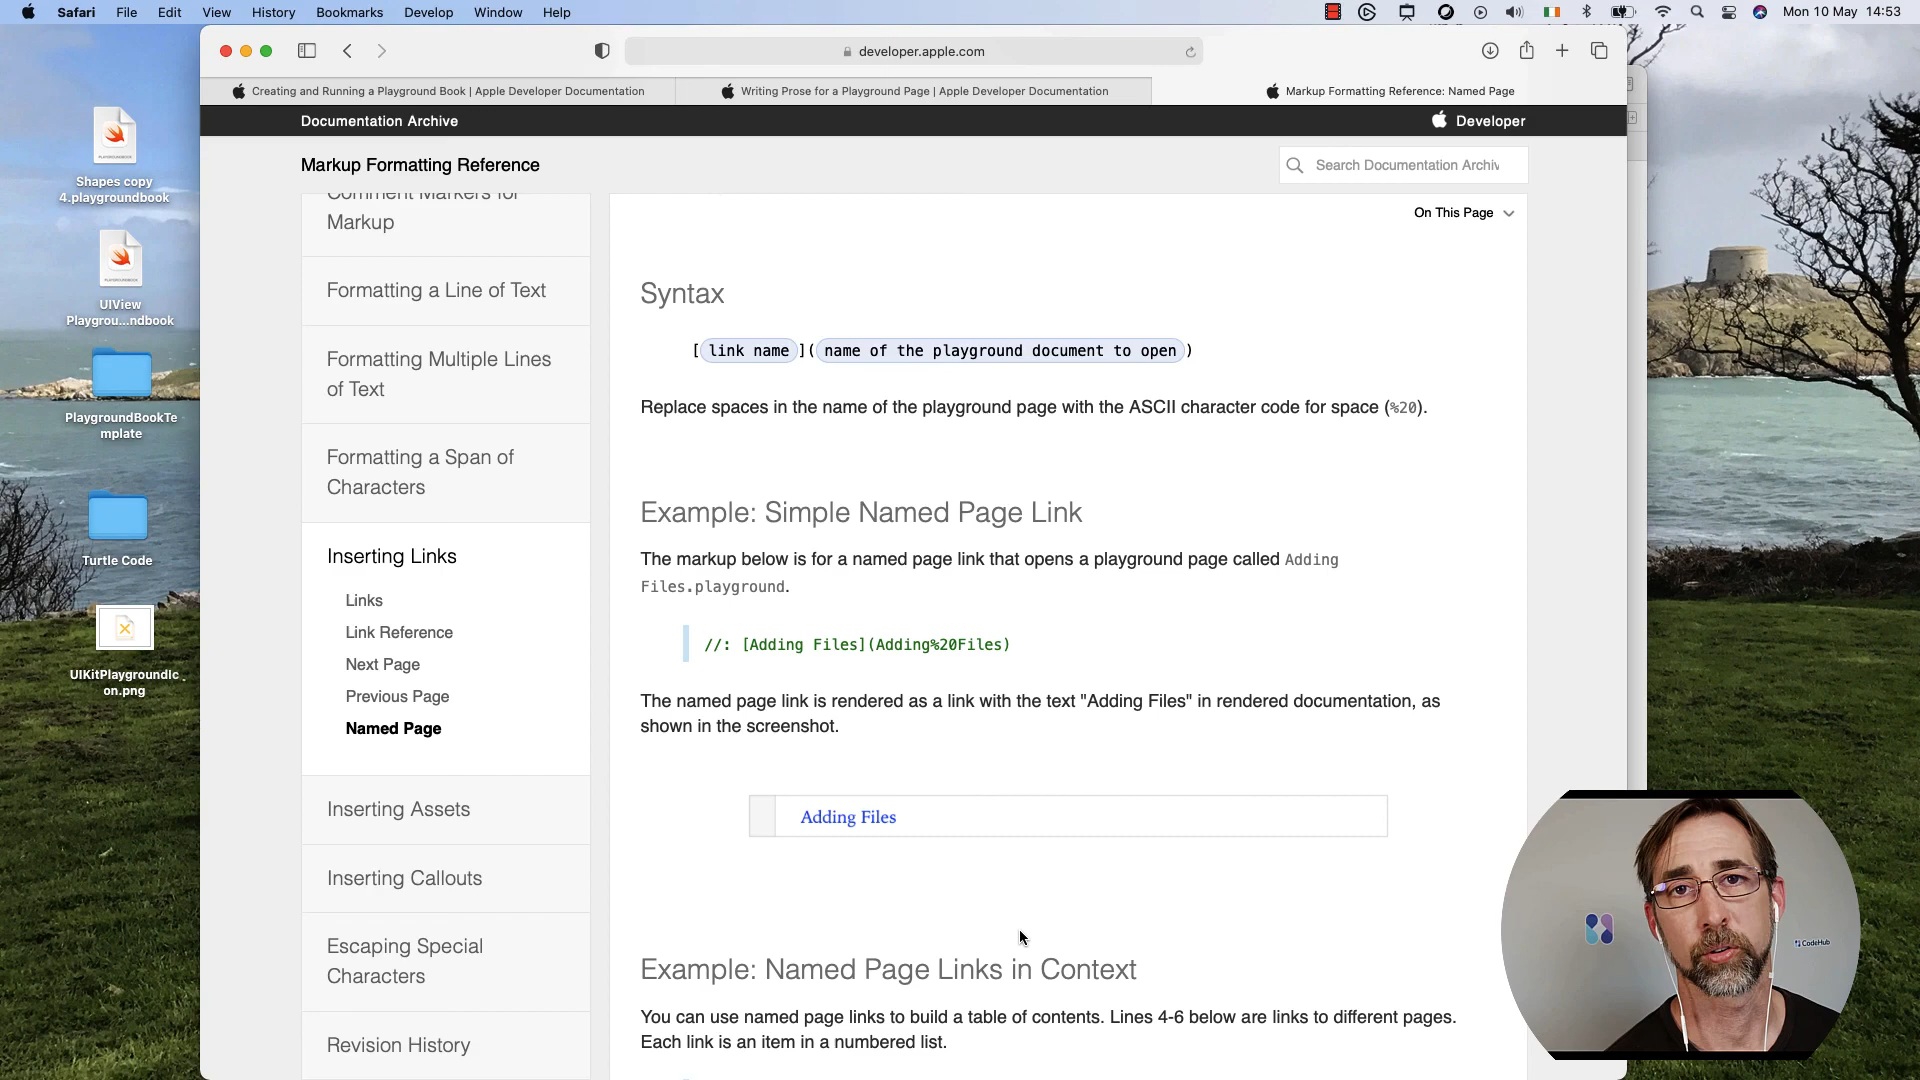 Safari File Edit View History Bookmarks Develop Window Help
Mon 10 May 14:53
developer.apple.com
Creating and Running a Playground Book | Apple Developer Documentation
Writing Prose for a Playground Page | Apple Developer Documentation
Markup Formatting Reference: Named Page
Documentation Archive
Developer
Markup Formatting Reference
Search Documentation Archiv
Shapes copy
4.playgroundbook
UIView
Playgrou...ndbook
PlaygroundBookTe
mplate
Turtle Code
UIKitPlaygroundIc
on.png
Comment Markers for
Markup
Formatting a Line of Text
Formatting Multiple Lines
of Text
Formatting a Span of
Characters
Inserting Links
Links
Link Reference
Next Page
Previous Page
Named Page
Inserting Assets
Inserting Callouts
Escaping Special
Characters
Revision History
On This Page
Syntax
[link name](name of the playground document to open)
Replace spaces in the name of the playground page with the ASCII character code for space (%20).
Example: Simple Named Page Link
The markup below is for a named page link that opens a playground page called Adding
Files.playground.
//: [Adding Files](Adding%20Files)
The named page link is rendered as a link with the text "Adding Files" in rendered documentation, as
shown in the screenshot.
Adding Files
Example: Named Page Links in Context
You can use named page links to build a table of contents. Lines 4-6 below are links to different pages.
Each link is an item in a numbered list.
CodeHub